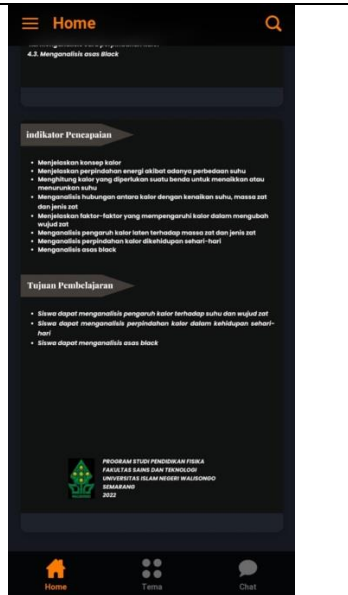 Home
4.3. Menganalisis asas Black
indikator Pencapaian
• Menjelaskan konsep kalor
• Menjelaskan perpindahan energi akibat adanya perbedaan suhu
• Menghitung kalor yang diperlukan suatu benda untuk menaikkan atau
menurunkan suhu
• Menganalisis hubungan antara kalor dengan kenaikan suhu, massa zat
dan jenis zat
• Menjelaskan faktor-faktor yang mempengaruhi kalor dalam mengubah
wujud zat
• Menganalisis pengaruh kalor laten terhadap massa zat dan jenis zat
• Menganalisis perpindahan kalor dikehidupan sehari-hari
• Menganalisis asas black
Tujuan Pembelajaran
• Siswa dapat menganalisis pengaruh kalor terhadap suhu dan wujud zat
• Siswa dapat menganalisis perpindahan kalor dalam kehidupan sehari-
hari
• Siswa dapat menganalisis asas black
PROGRAM STUDI PENDIDIKAN FISIKA
FAKULTAS SAINS DAN TEKNOLOGI
UNIVERSITAS ISLAM NEGERI WALISONGO
SEMARANG
2022
Home
Tema
Chat